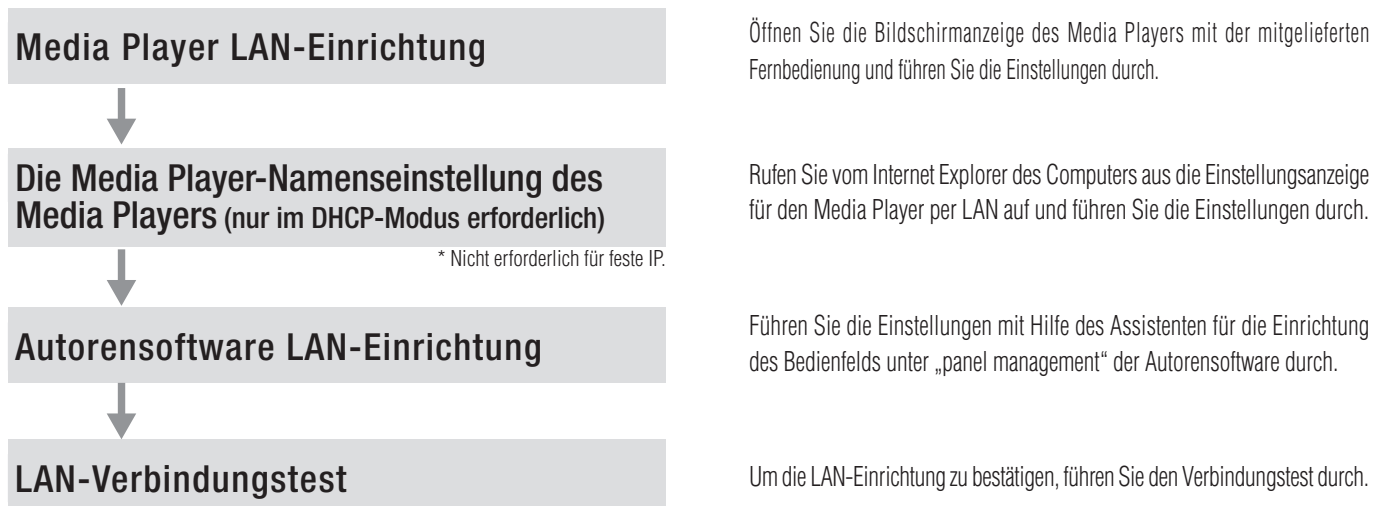 Media Player LAN-Einrichtung
Öffnen Sie die Bildschirmanzeige des Media Players mit der mitgelieferten
Fernbedienung und führen Sie die Einstellungen durch.
Die Media Player-Namenseinstellung des
Media Players (nur im DHCP-Modus erforderlich)
* Nicht erforderlich für feste IP.
Rufen Sie vom Internet Explorer des Computers aus die Einstellungsanzeige
für den Media Player per LAN auf und führen Sie die Einstellungen durch.
Autorensoftware LAN-Einrichtung
Führen Sie die Einstellungen mit Hilfe des Assistenten für die Einrichtung
des Bedienfelds unter „panel management“ der Autorensoftware durch.
LAN-Verbindungstest
Um die LAN-Einrichtung zu bestätigen, führen Sie den Verbindungstest durch.